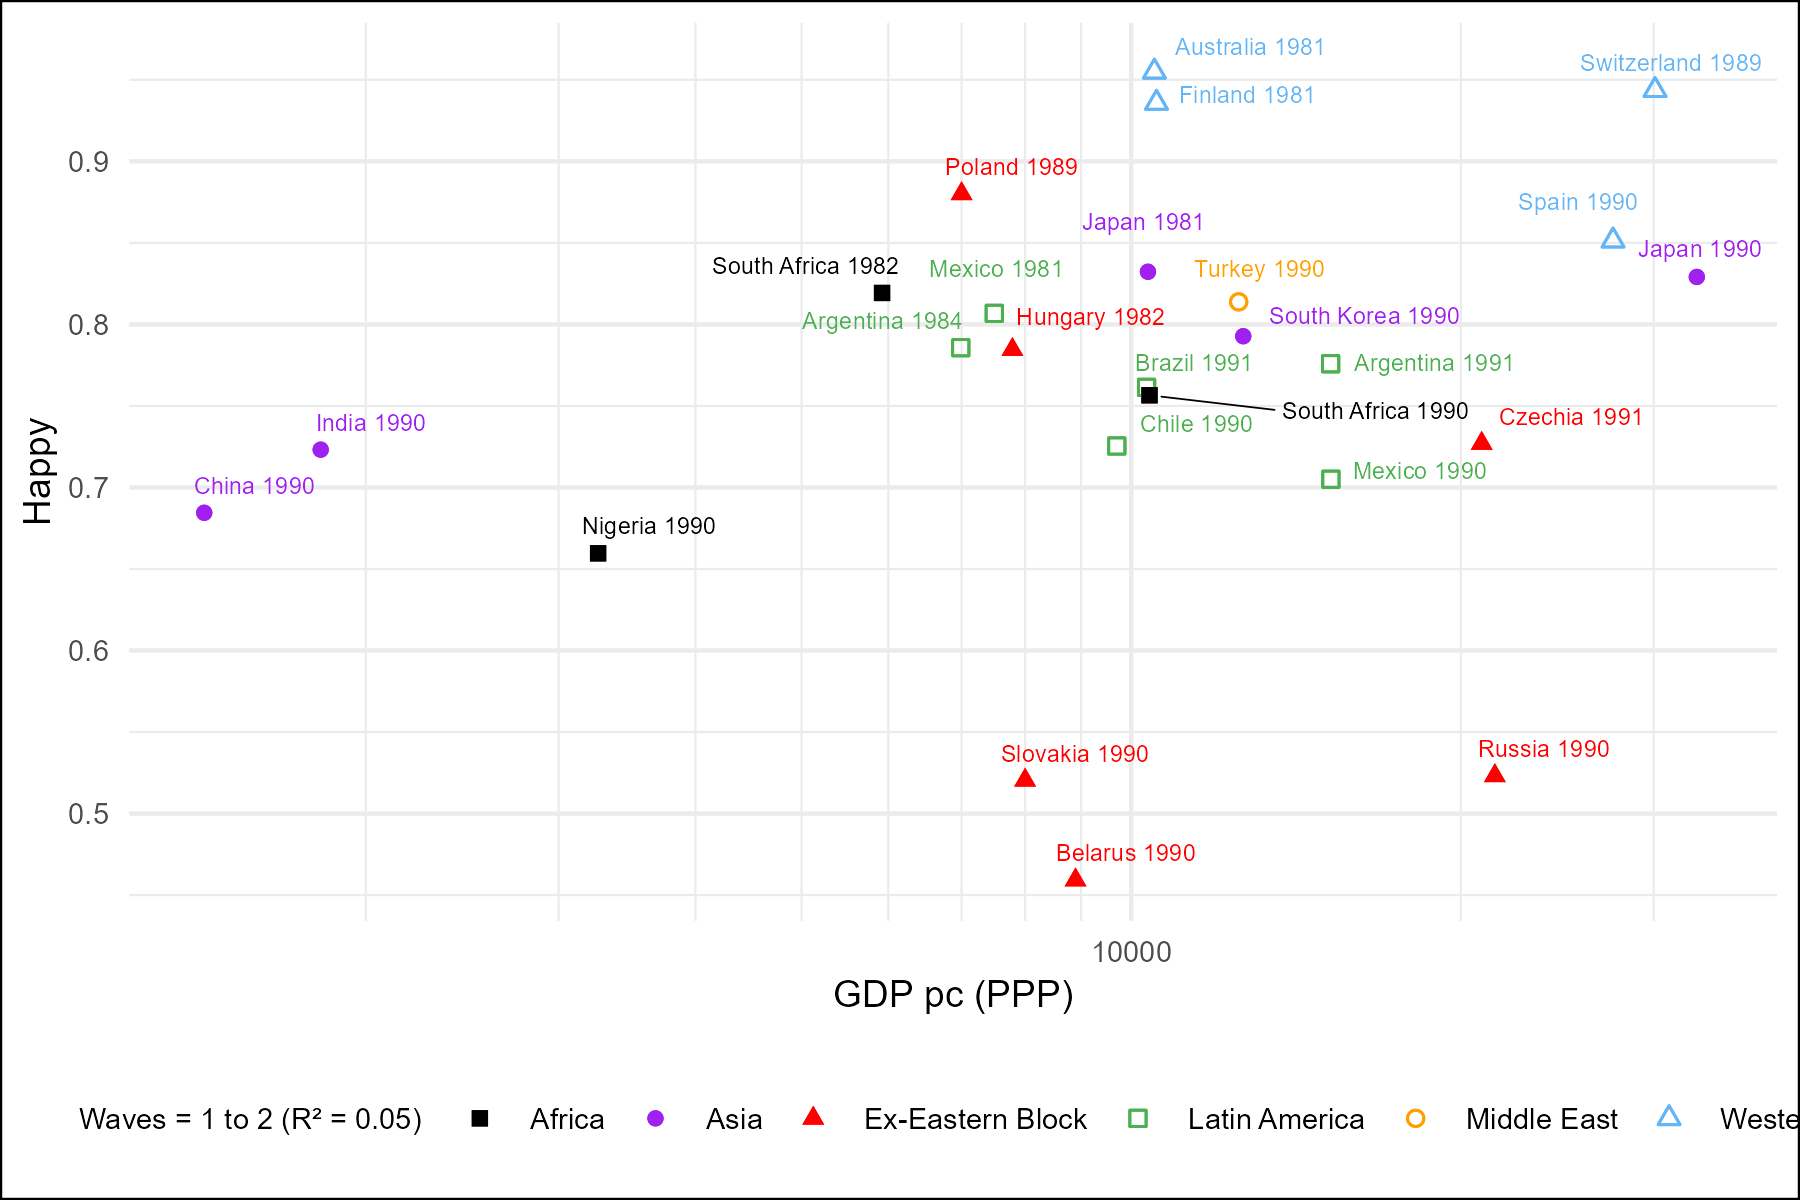 Australia 1981
Switzerland 1989
Finland 1981
0.9
Poland 1989
Spain 1990
Japan 1981
Japan 1990
South Africa 1982
Mexico 1981
Turkey 1990
Argentina 1984
Hungary 1982
South Korea 1990
0.8
Brazil 1991
Argentina 1991
South Africa 1990
Czechia 1991
India 1990
Chile 1990
Mexico 1990
China 1990
0.7
Happy
Nigeria 1990
0.6
Slovakia 1990
Russia 1990
0.5
Belarus 1990
10000
GDP pc (PPP)
Waves = 1 to 2 (R² = 0.05) Africa Asia Ex-Eastern Block Latin America Middle East Weste